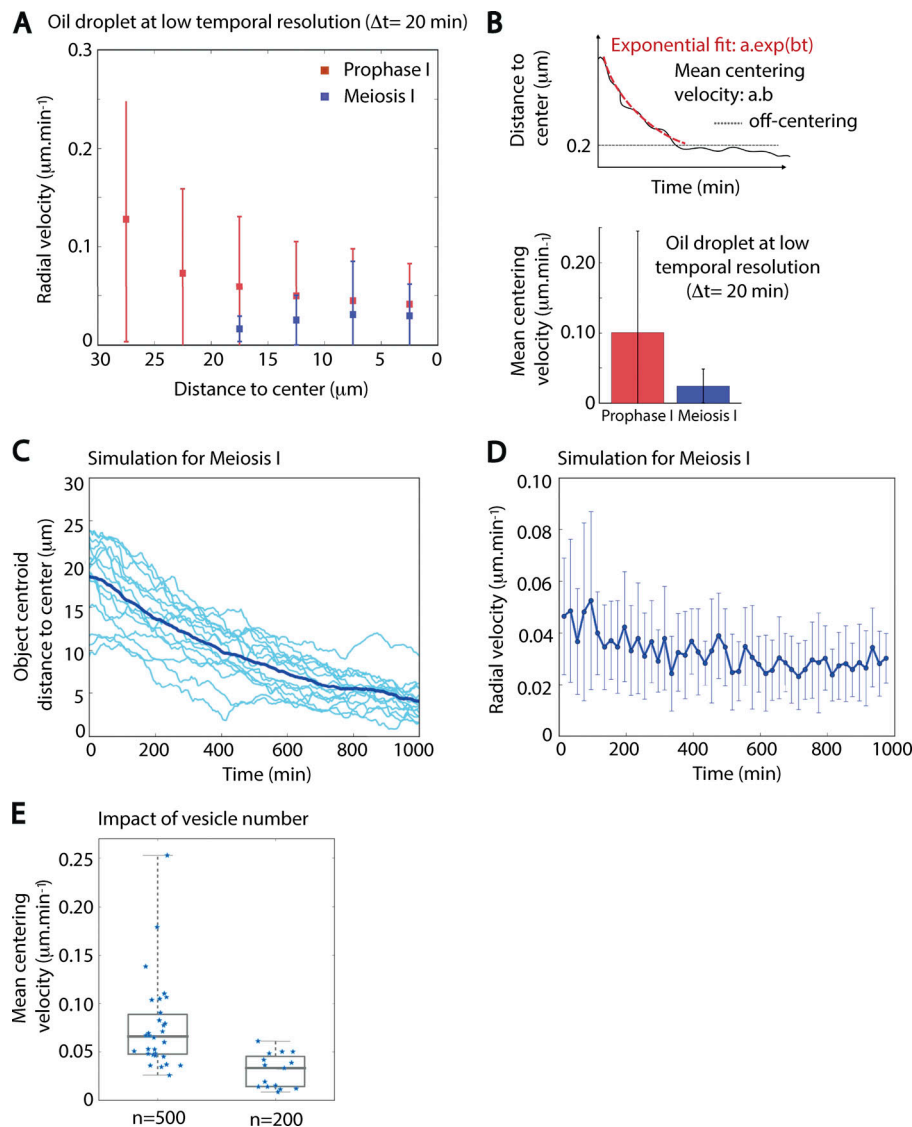 A Oil droplet at low temporal resolution (Δt= 20 min)
0.3
0.2
0.1
0
Radial velocity (μm.min-1)
Prophase I
Meiosis I
30 25 20 15 10 5 0
Distance to center (μm)
B
Distance to
center (μm)
0.2
Exponential fit: a.exp(bt)
Mean centering
velocity: a.b
off-centering
Time (min)
Mean centering
velocity (μm.min-1)
0.20
0.10
0
Oil droplet at low
temporal resolution
(Δt= 20 min)
Prophase I Meiosis I
C Simulation for Meiosis I
Object centroid
distance to center (μm)
30
25
20
15
10
5
0
0 200 400 600 800 1000
Time (min)
D Simulation for Meiosis I
Radial velocity (μm.min-1)
0.10
0.08
0.06
0.04
0.02
0
0 200 400 600 800 1000
Time (min)
E Impact of vesicle number
Mean centering
velocity (μm.min-1)
0.25
0.20
0.15
0.10
0.05
0
n=500 n=200